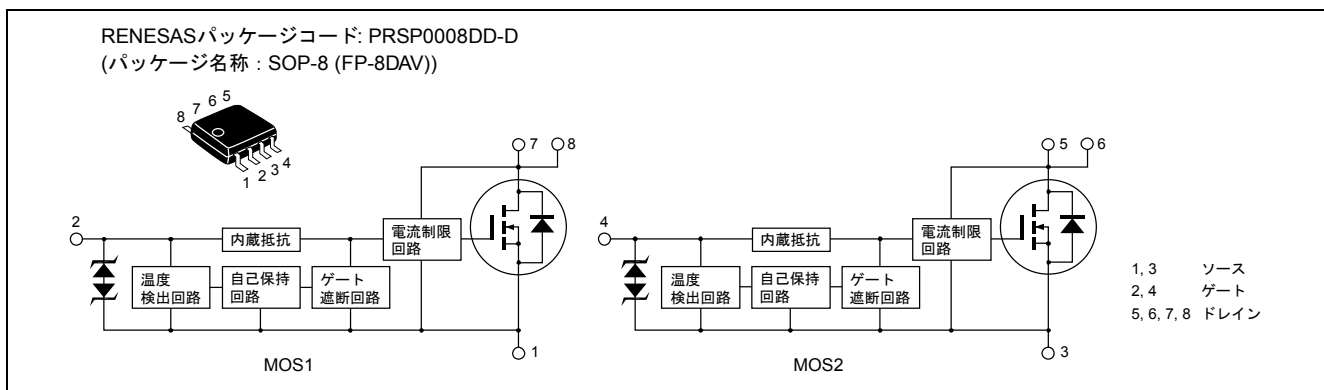 RENESASパッケージコード: PRSP0008DD-D
(パッケージ名称 : SOP-8 (FP-8DAV))
8 7 6 5
1 2 3 4
7 8
2
内蔵抵抗
電流制限
回路
温度
検出回路
自己保持
回路
ゲート
遮断回路
1
MOS1
5 6
4
内蔵抵抗
電流制限
回路
温度
検出回路
自己保持
回路
ゲート
遮断回路
3
MOS2
1, 3 ソース
2, 4 ゲート
5, 6, 7, 8 ドレイン